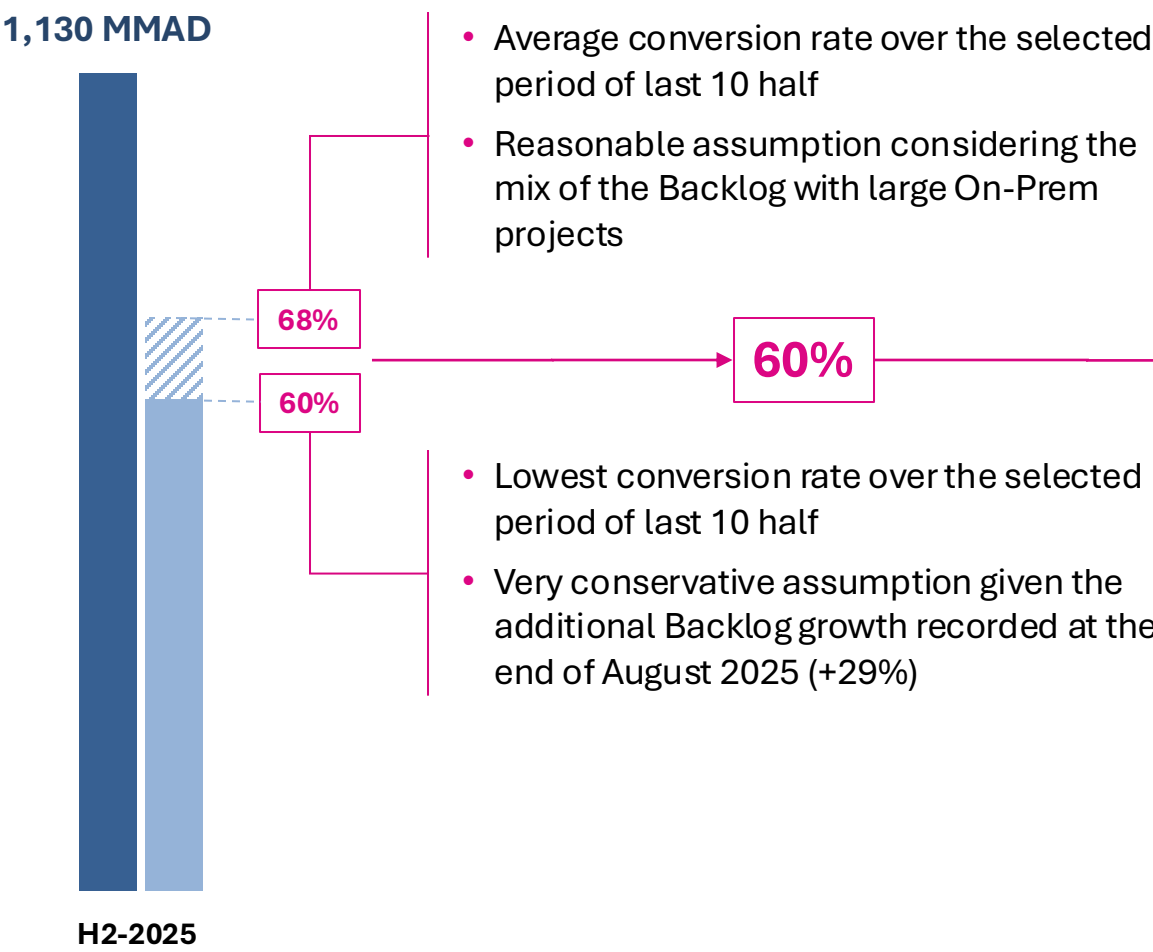 1,130 MMAD
• Average conversion rate over the selected
period of last 10 half
• Reasonable assumption considering the
mix of the Backlog with large On-Prem
projects
68%
60%
60%
• Lowest conversion rate over the selected
period of last 10 half
• Very conservative assumption given the
additional Backlog growth recorded at the
end of August 2025 (+29%)
H2-2025